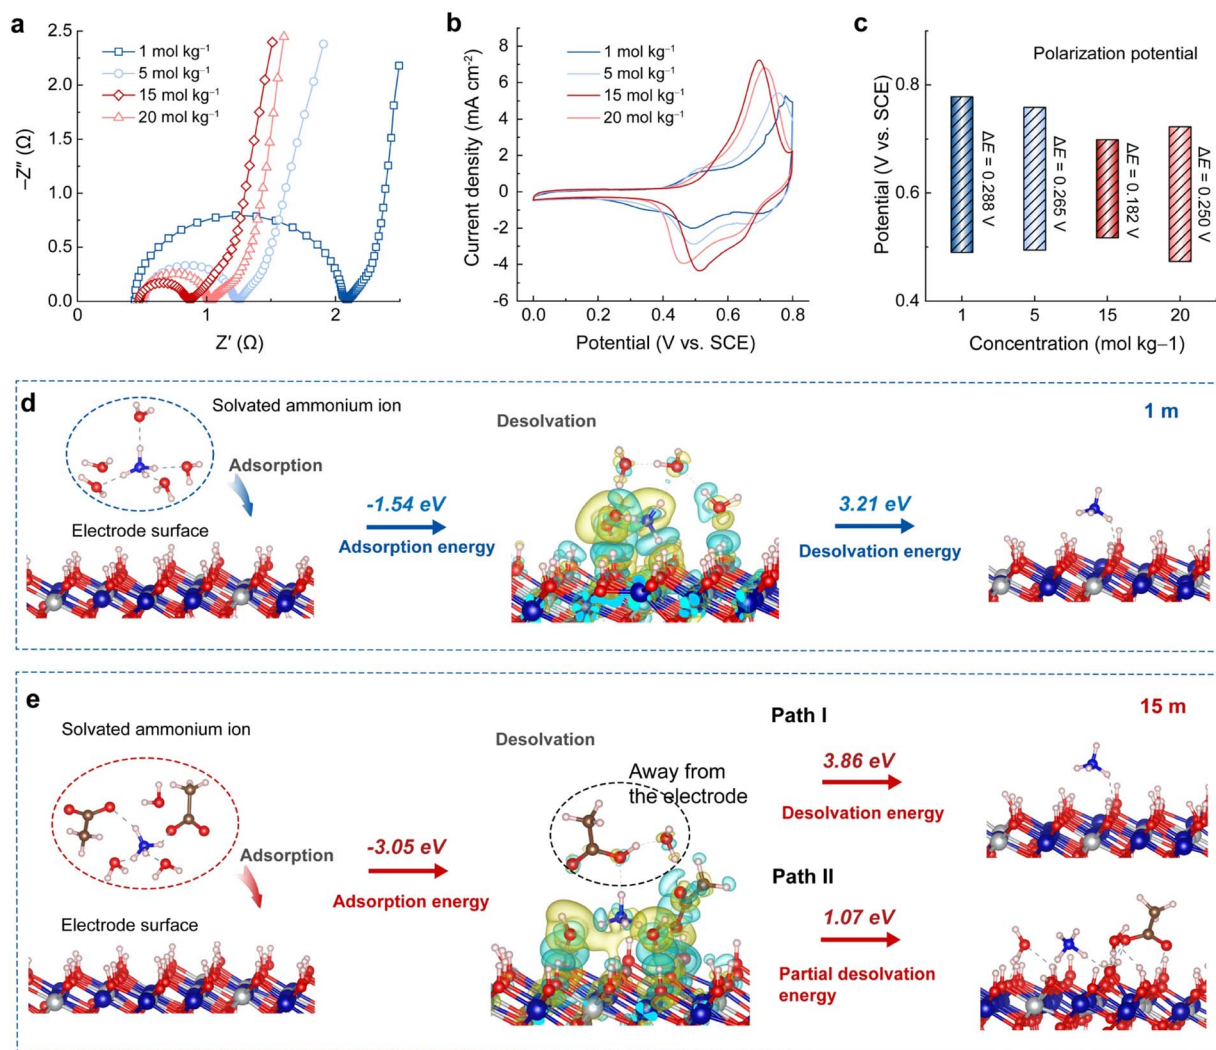 a
2.5
2.0
1.5
1.0
0.5
0.0
−Z″ (Ω)
1 mol kg⁻¹
5 mol kg⁻¹
15 mol kg⁻¹
20 mol kg⁻¹
0
1
2
Z′ (Ω)
b
8
6
4
2
0
-2
-4
-6
Current density (mA cm⁻²)
1 mol kg⁻¹
5 mol kg⁻¹
15 mol kg⁻¹
20 mol kg⁻¹
0.0
0.2
0.4
0.6
0.8
Potential (V vs. SCE)
c
Polarization potential
0.8
0.6
0.4
Potential (V vs. SCE)
ΔE = 0.288 V
ΔE = 0.265 V
ΔE = 0.182 V
ΔE = 0.250 V
1
5
15
20
Concentration (mol kg−1)
d
Solvated ammonium ion
Adsorption
Electrode surface
-1.54 eV
Adsorption energy
Desolvation
3.21 eV
Desolvation energy
1 m
e
Solvated ammonium ion
Adsorption
Electrode surface
-3.05 eV
Adsorption energy
Desolvation
Away from
the electrode
Path I
3.86 eV
Desolvation energy
Path II
1.07 eV
Partial desolvation
energy
15 m